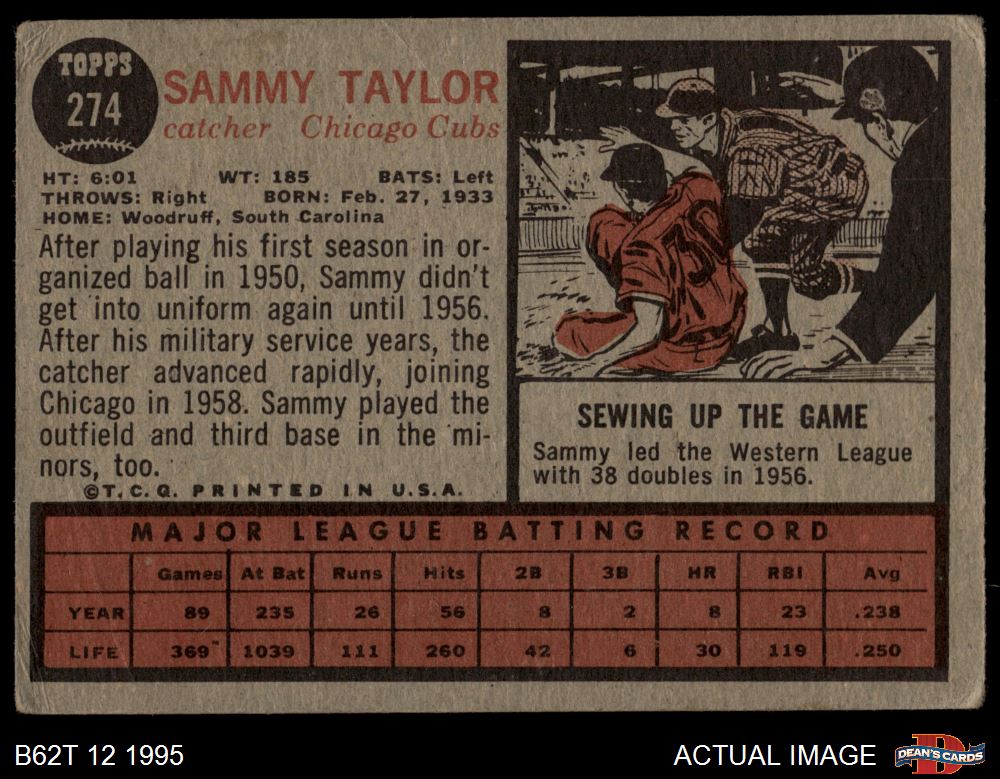 TOPPS
274
SAMMY TAYLOR
catcher Chicago Cubs
HT: 6:01 WT: 185 BATS: Left
THROWS: Right BORN: Feb. 27, 1933
HOME: Woodruff, South Carolina
After playing his first season in or-
ganized ball in 1950, Sammy didn't
get into uniform again until 1956.
After his military service years, the
catcher advanced rapidly, joining
Chicago in 1958. Sammy played the
outfield and third base in the mi-
nors, too.
©T.C.G. PRINTED IN U.S.A.
30
SEWING UP THE GAME
Sammy led the Western League
with 38 doubles in 1956.
MAJOR LEAGUE BATTING RECORD
Games At Bat Runs Hits 2B 3B HR RBI Avg
YEAR 89 235 26 56 8 2 8 23 .238
LIFE 369 1039 111 260 42 6 30 119 .250
B62T 12 1995
ACTUAL IMAGE
DEAN'S CARDS